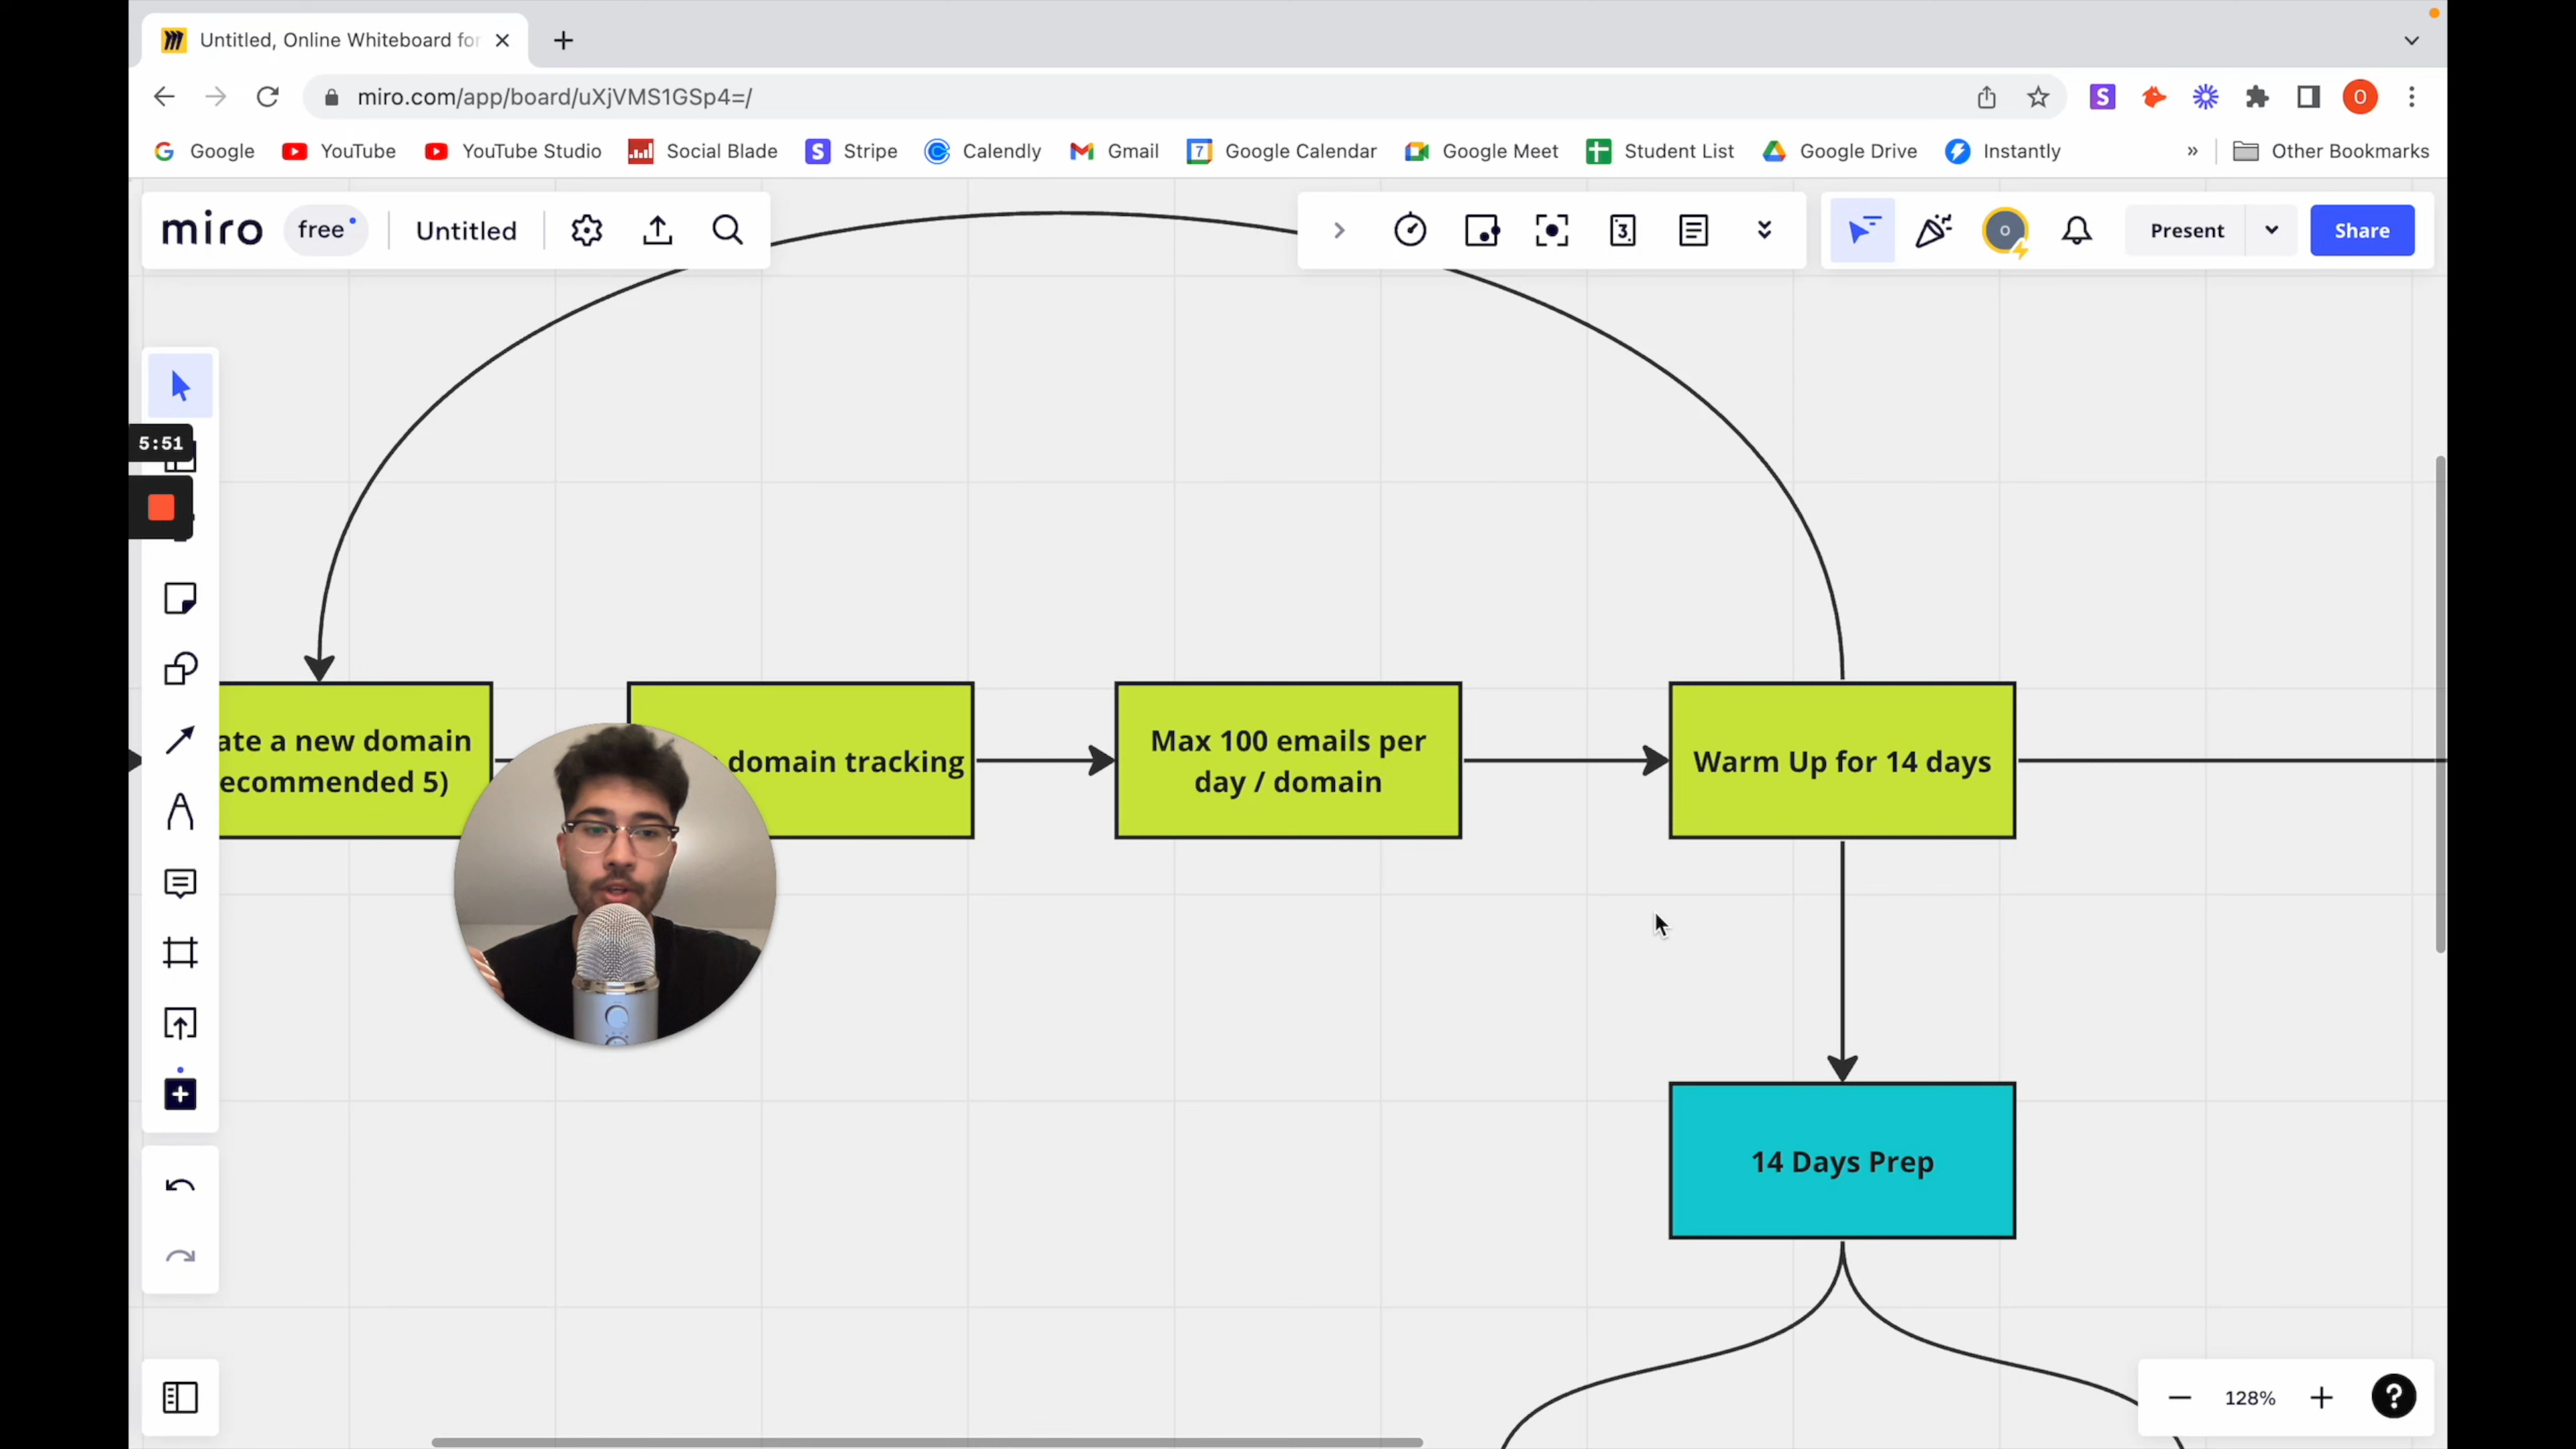 Untitled, Online Whiteboard for
miro.com/app/board/uXjVMS1GSp4=/
O
Google
YouTube
YouTube Studio
Social Blade
S Stripe
Calendly
Gmail
7 Google Calendar
Google Meet
Student List
Google Drive
Instantly
»
Other Bookmarks
miro
free
Untitled
3
o
Present
Share
5:51
ate a new domain
ecommended 5)
domain tracking
Max 100 emails per
day / domain
Warm Up for 14 days
14 Days Prep
128%
?